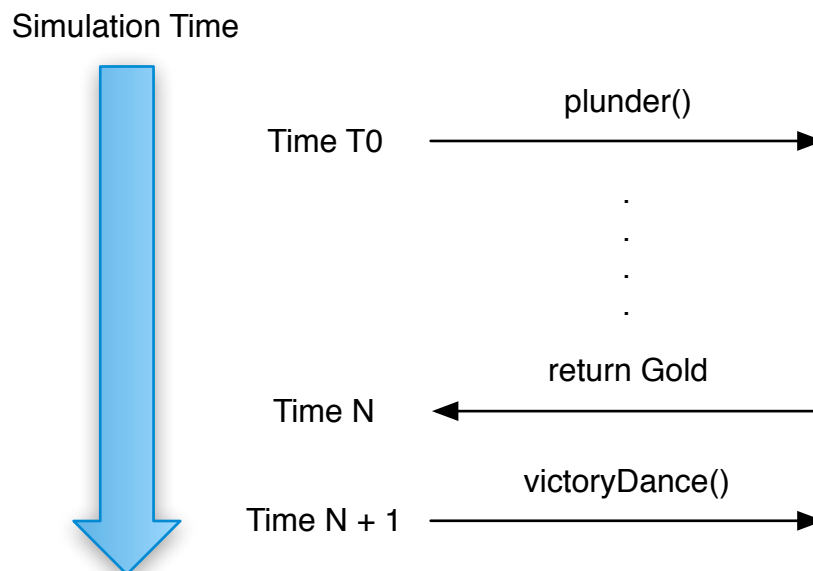 Simulation Time
plunder()
Time T0
.
.
.
.
return Gold
Time N
victoryDance()
Time N + 1